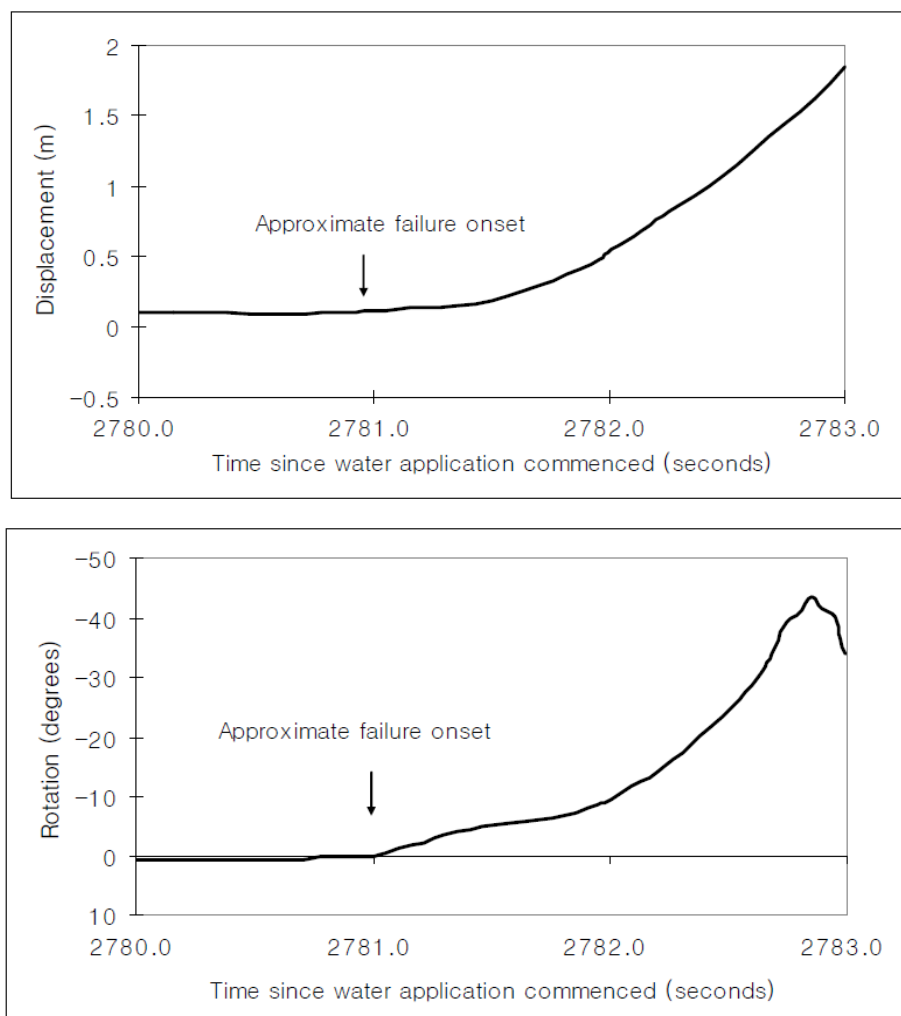 2
1.5
1
0.5
0
-0.5
Displacement (m)
Approximate failure onset
2780.0 2781.0 2782.0 2783.0
Time since water application commenced (seconds)
-50
-40
-30
-20
-10
0
10
Rotation (degrees)
Approximate failure onset
2780.0 2781.0 2782.0 2783.0
Time since water application commenced (seconds)